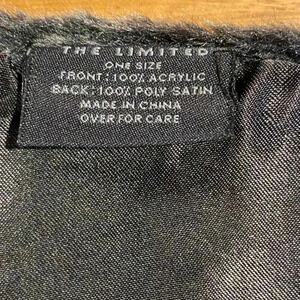 THE LIMITED
ONE SIZE
FRONT: 100% ACRYLIC
BACK: 100% POLY SATIN
MADE IN CHINA
OVER FOR CARE